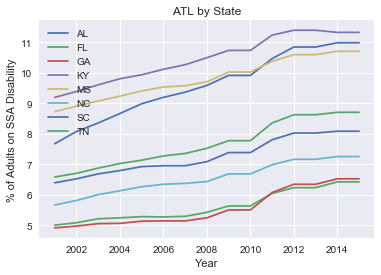 ATL by State
% of Adults on SSA Disability
11
10
9
8
7
6
5
AL
FL
GA
KY
MS
NC
SC
TN
2002 2004 2006 2008 2010 2012 2014
Year